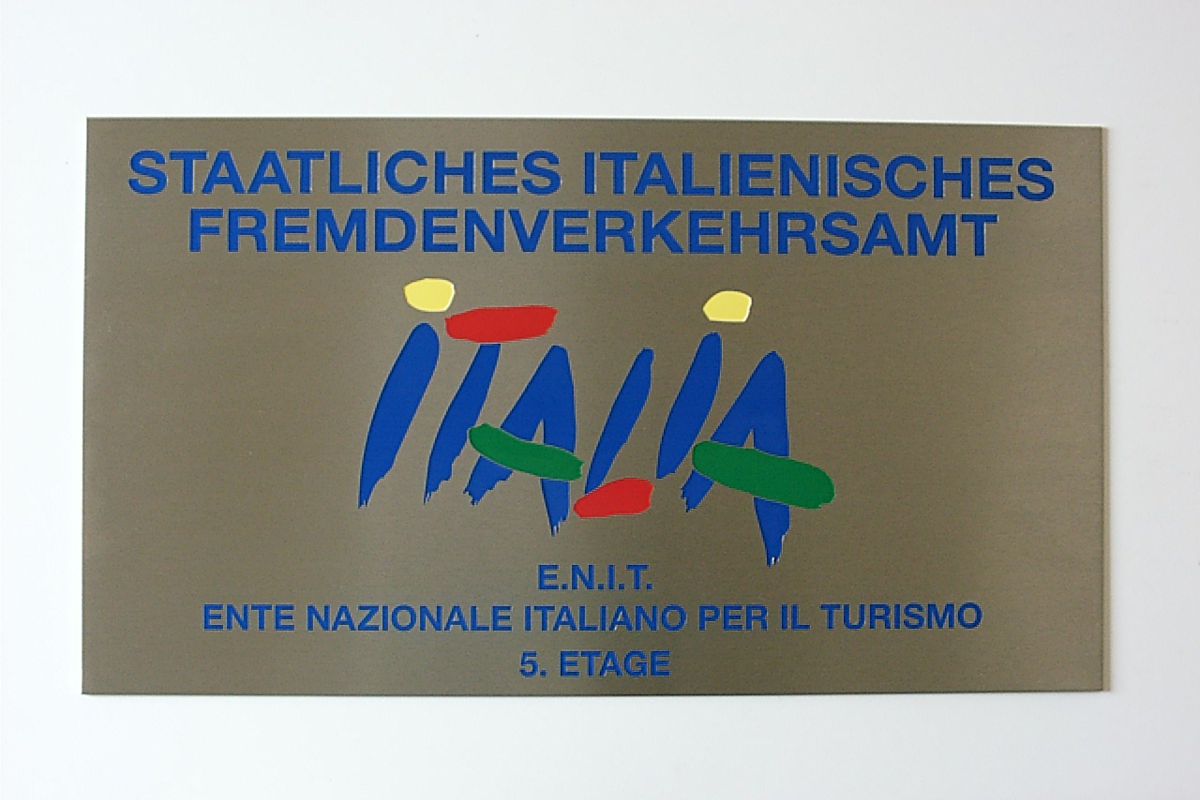 STAATLICHES ITALIENISCHES
FREMDENVERKEHRSAMT
ITALIA
E.N.I.T.
ENTE NAZIONALE ITALIANO PER IL TURISMO
5. ETAGE